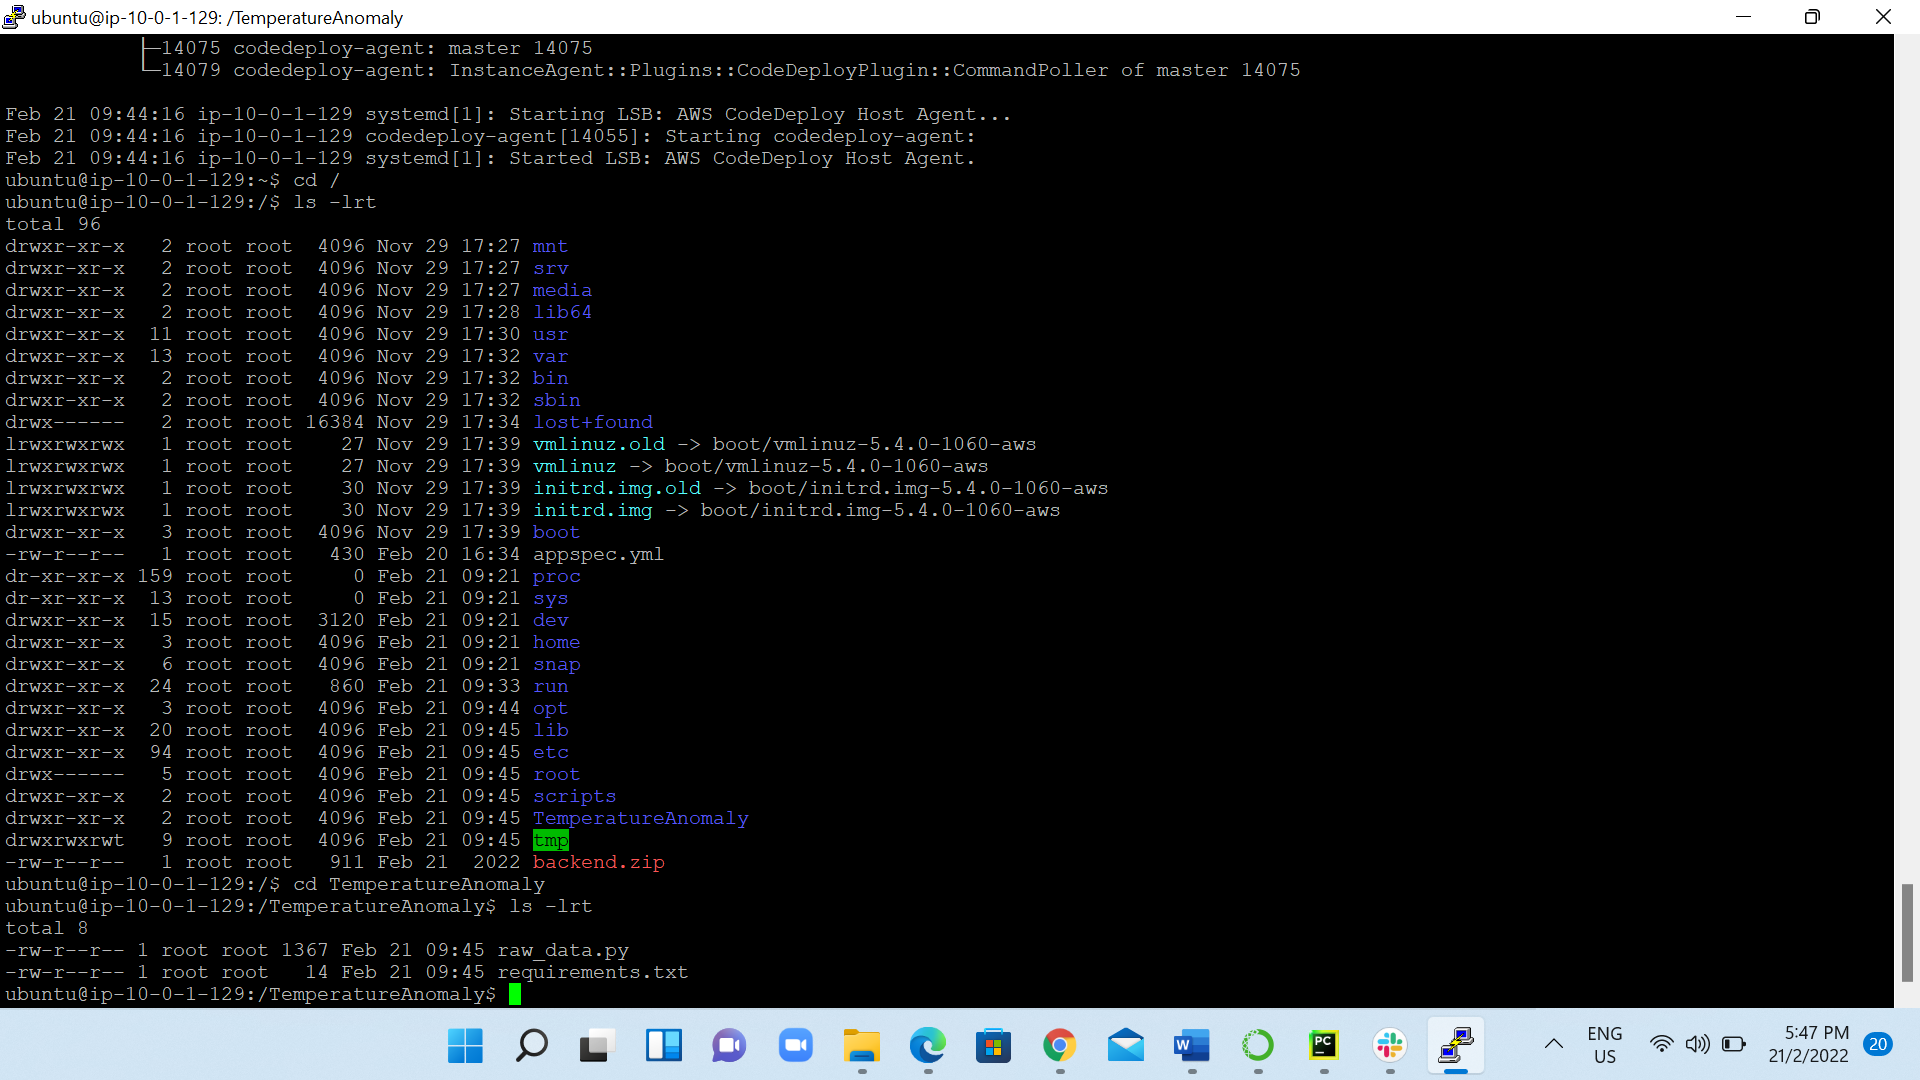 ubuntu@ip-10-0-1-129: /TemperatureAnomaly
├─14075 codedeploy-agent: master 14075
└─14079 codedeploy-agent: InstanceAgent::Plugins::CodeDeployPlugin::CommandPoller of master 14075
Feb 21 09:44:16 ip-10-0-1-129 systemd[1]: Starting LSB: AWS CodeDeploy Host Agent...
Feb 21 09:44:16 ip-10-0-1-129 codedeploy-agent[14055]: Starting codedeploy-agent:
Feb 21 09:44:16 ip-10-0-1-129 systemd[1]: Started LSB: AWS CodeDeploy Host Agent.
ubuntu@ip-10-0-1-129:~$ cd /
ubuntu@ip-10-0-1-129:/$ ls -lrt
total 96
drwxr-xr-x   2 root root  4096 Nov 29 17:27 mnt
drwxr-xr-x   2 root root  4096 Nov 29 17:27 srv
drwxr-xr-x   2 root root  4096 Nov 29 17:27 media
drwxr-xr-x   2 root root  4096 Nov 29 17:28 lib64
drwxr-xr-x  11 root root  4096 Nov 29 17:30 usr
drwxr-xr-x  13 root root  4096 Nov 29 17:32 var
drwxr-xr-x   2 root root  4096 Nov 29 17:32 bin
drwxr-xr-x   2 root root  4096 Nov 29 17:32 sbin
drwx------   2 root root 16384 Nov 29 17:34 lost+found
lrwxrwxrwx   1 root root    27 Nov 29 17:39 vmlinuz.old -> boot/vmlinuz-5.4.0-1060-aws
lrwxrwxrwx   1 root root    27 Nov 29 17:39 vmlinuz -> boot/vmlinuz-5.4.0-1060-aws
lrwxrwxrwx   1 root root    30 Nov 29 17:39 initrd.img.old -> boot/initrd.img-5.4.0-1060-aws
lrwxrwxrwx   1 root root    30 Nov 29 17:39 initrd.img -> boot/initrd.img-5.4.0-1060-aws
drwxr-xr-x   3 root root  4096 Nov 29 17:39 boot
-rw-r--r--   1 root root   430 Feb 20 16:34 appspec.yml
dr-xr-xr-x 159 root root     0 Feb 21 09:21 proc
dr-xr-xr-x  13 root root     0 Feb 21 09:21 sys
drwxr-xr-x  15 root root  3120 Feb 21 09:21 dev
drwxr-xr-x   3 root root  4096 Feb 21 09:21 home
drwxr-xr-x   6 root root  4096 Feb 21 09:21 snap
drwxr-xr-x  24 root root   860 Feb 21 09:33 run
drwxr-xr-x   3 root root  4096 Feb 21 09:44 opt
drwxr-xr-x  20 root root  4096 Feb 21 09:45 lib
drwxr-xr-x  94 root root  4096 Feb 21 09:45 etc
drwx------   5 root root  4096 Feb 21 09:45 root
drwxr-xr-x   2 root root  4096 Feb 21 09:45 scripts
drwxr-xr-x   2 root root  4096 Feb 21 09:45 TemperatureAnomaly
drwxrwxrwt   9 root root  4096 Feb 21 09:45 tmp
-rw-r--r--   1 root root   911 Feb 21  2022 backend.zip
ubuntu@ip-10-0-1-129:/$ cd TemperatureAnomaly
ubuntu@ip-10-0-1-129:/TemperatureAnomaly$ ls -lrt
total 8
-rw-r--r-- 1 root root 1367 Feb 21 09:45 raw_data.py
-rw-r--r-- 1 root root   14 Feb 21 09:45 requirements.txt
ubuntu@ip-10-0-1-129:/TemperatureAnomaly$
W
PC
ENG
US
5:47 PM
21/2/2022
20